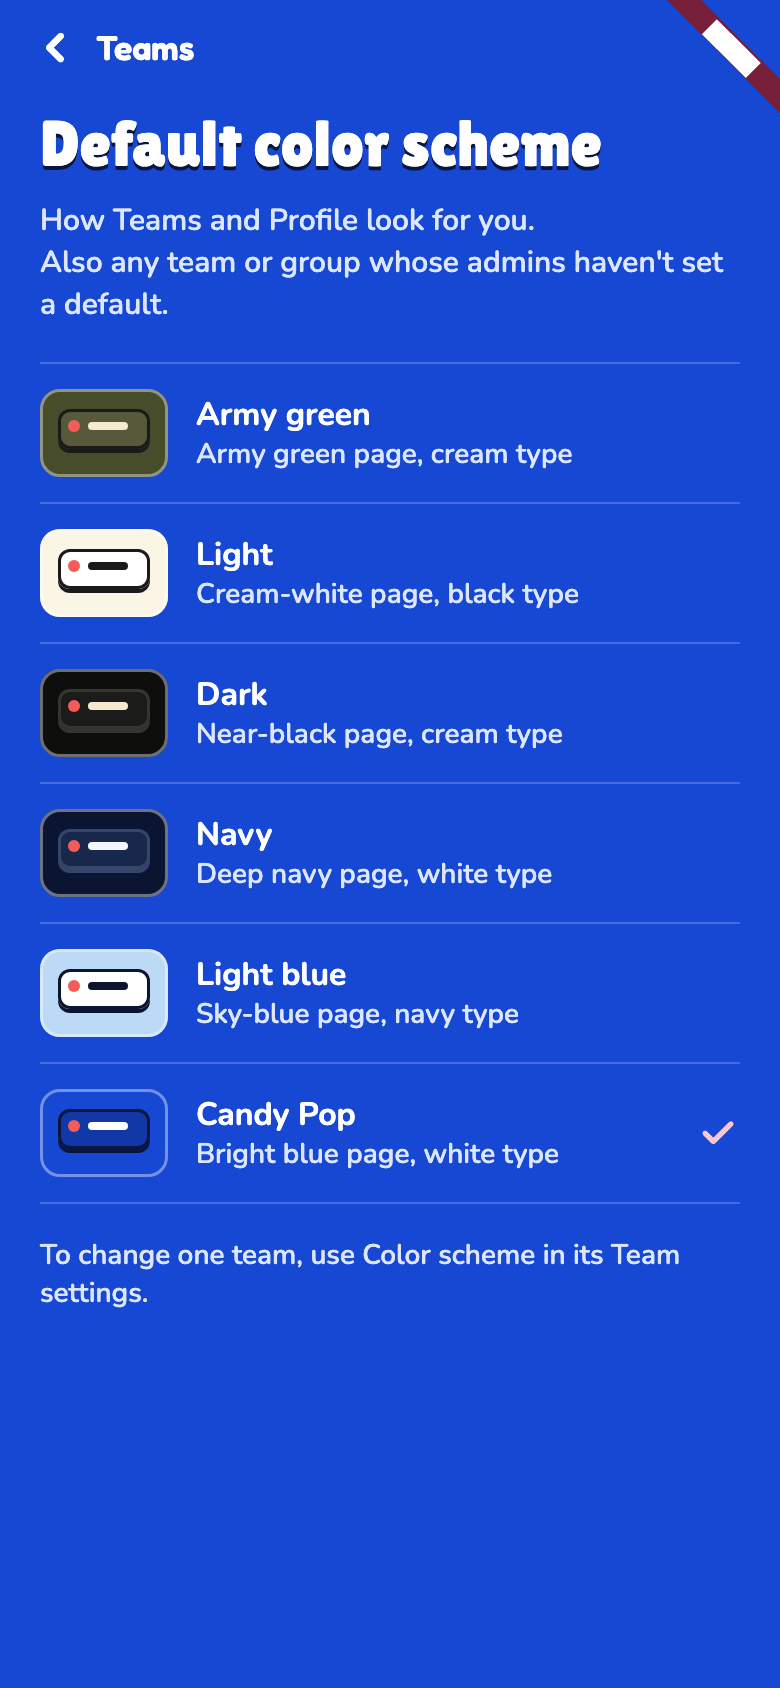 Teams
Default color scheme
How Teams and Profile look for you.
Also any team or group whose admins haven't set
a default.
Army green
Army green page, cream type
Light
Cream-white page, black type
Dark
Near-black page, cream type
Navy
Deep navy page, white type
Light blue
Sky-blue page, navy type
Candy Pop
Bright blue page, white type
To change one team, use Color scheme in its Team
settings.